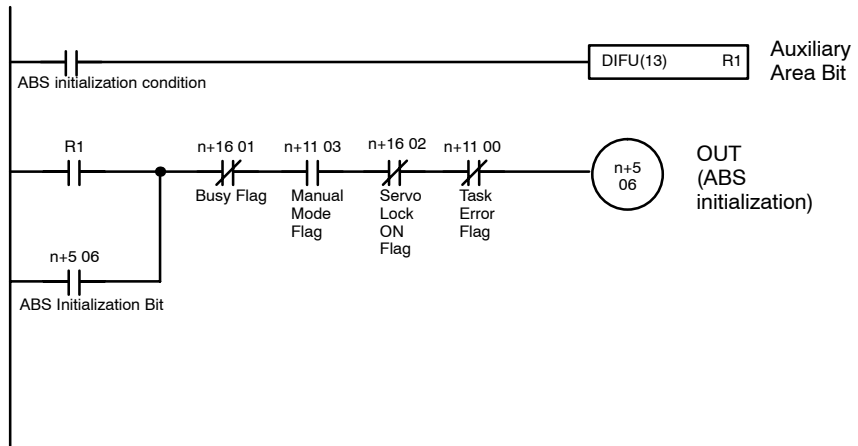 DIFU(13) R1
Auxiliary
Area Bit
ABS initialization condition
R1
n+16 01
n+11 03
n+16 02
n+11 00
n+5
06
OUT
(ABS
initialization)
Busy Flag
Manual
Mode
Flag
Servo
Lock
ON
Flag
Task
Error
Flag
n+5 06
ABS Initialization Bit